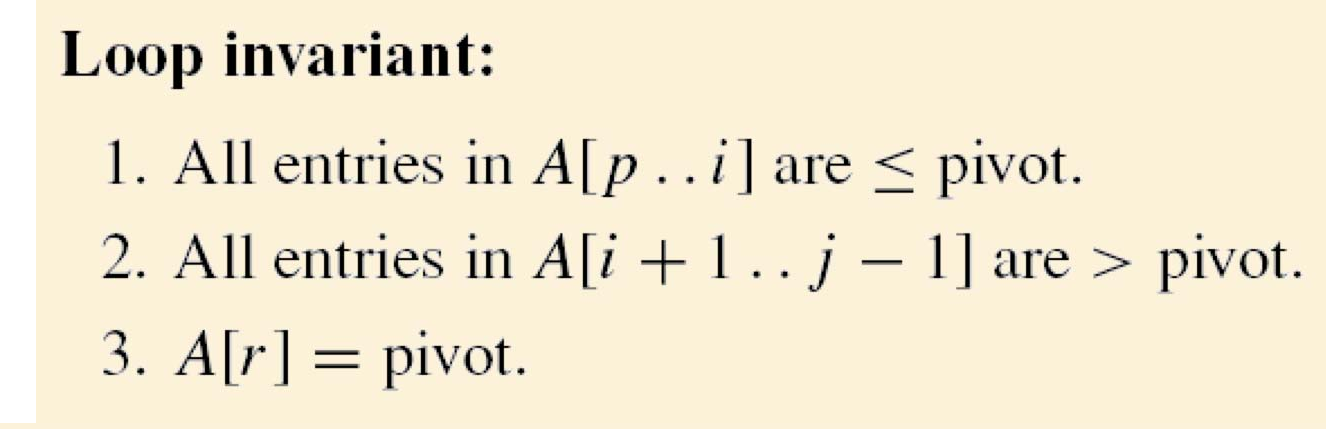 Loop invariant:
1. All entries in A[p . . i] are ≤ pivot.
2. All entries in A[i + 1 . . j − 1] are > pivot.
3. A[r] = pivot.